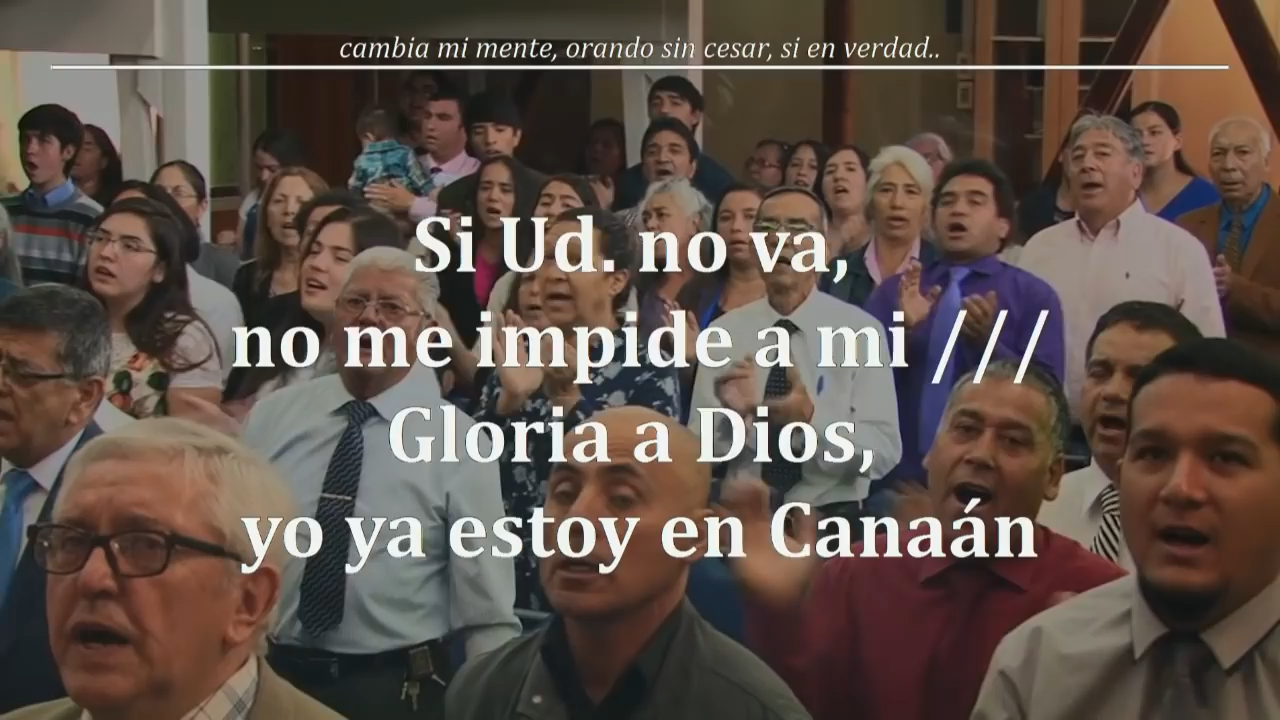 cambia mi mente, orando sin cesar, si en verdad..
Si Ud. no va,
no me impide a mi ///
Gloria a Dios,
yo ya estoy en Canaán